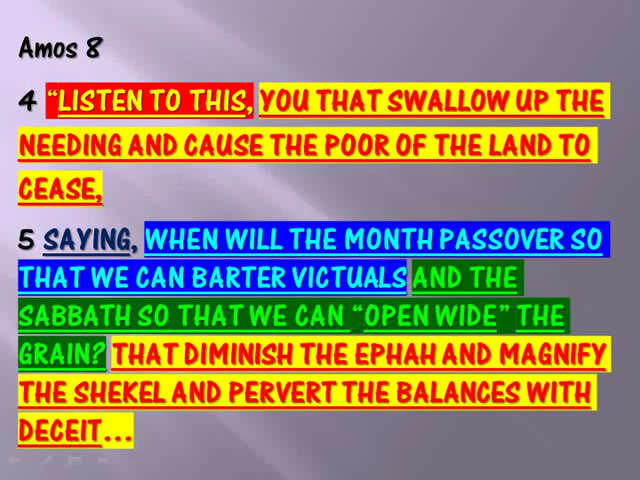 Amos 8
4 “LISTEN TO THIS, YOU THAT SWALLOW UP THE
NEEDING AND CAUSE THE POOR OF THE LAND TO
CEASE,
5 SAYING, WHEN WILL THE MONTH PASSOVER SO
THAT WE CAN BARTER VICTUALS AND THE
SABBATH SO THAT WE CAN “OPEN WIDE” THE
GRAIN? THAT DIMINISH THE EPHAH AND MAGNIFY
THE SHEKEL AND PERVERT THE BALANCES WITH
DECEIT...